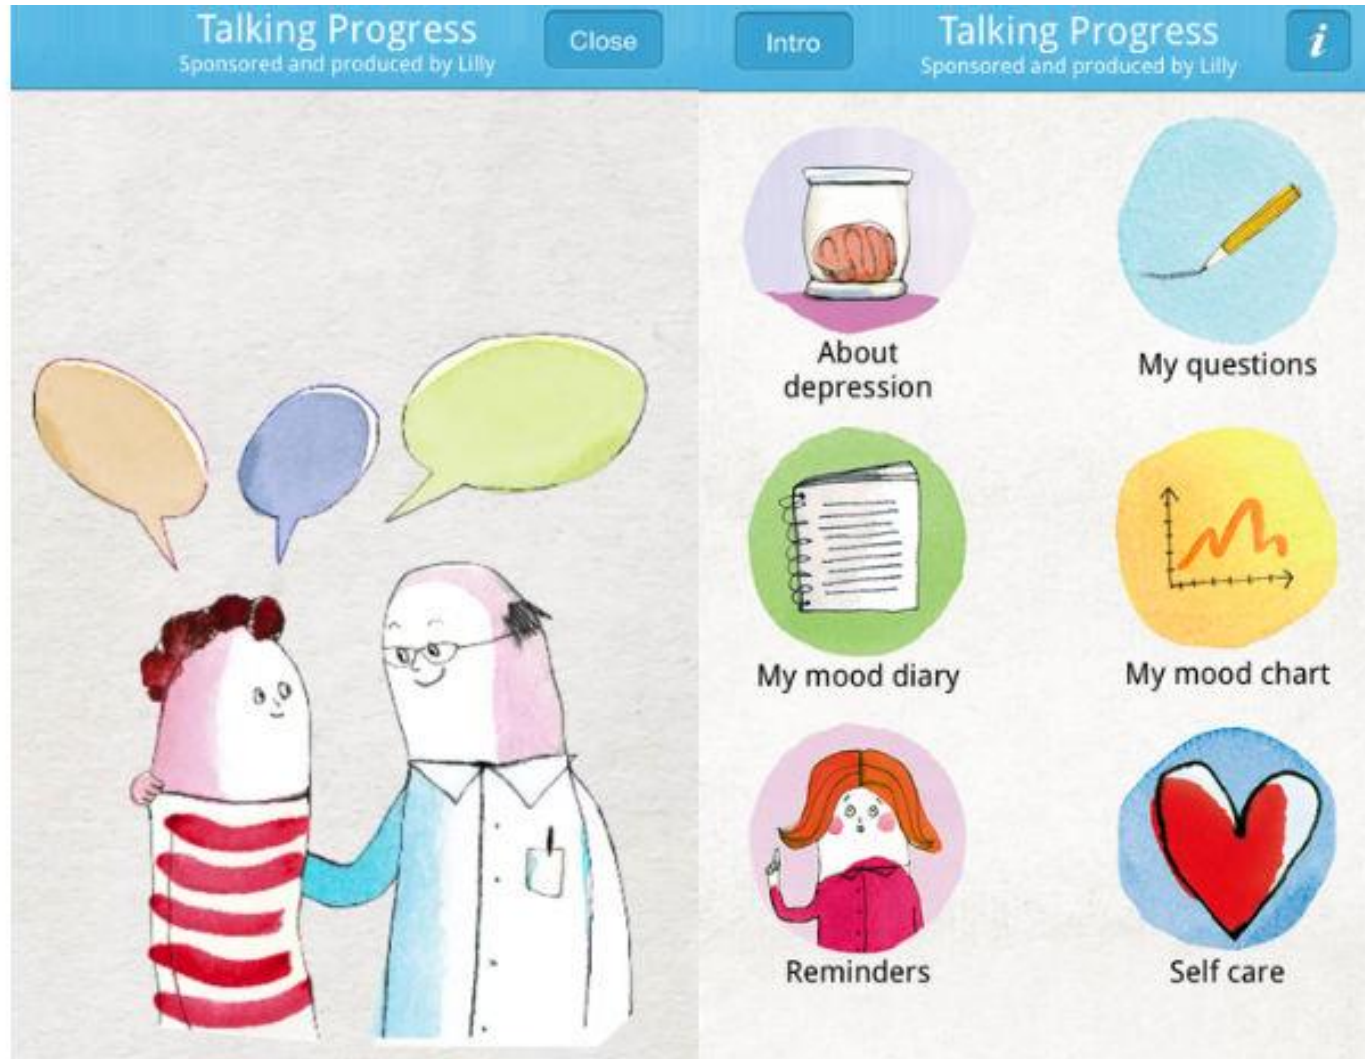 Talking Progress
Sponsored and produced by Lilly
Close
Intro
Talking Progress
Sponsored and produced by Lilly
i
About
depression
My questions
My mood diary
My mood chart
Reminders
Self care